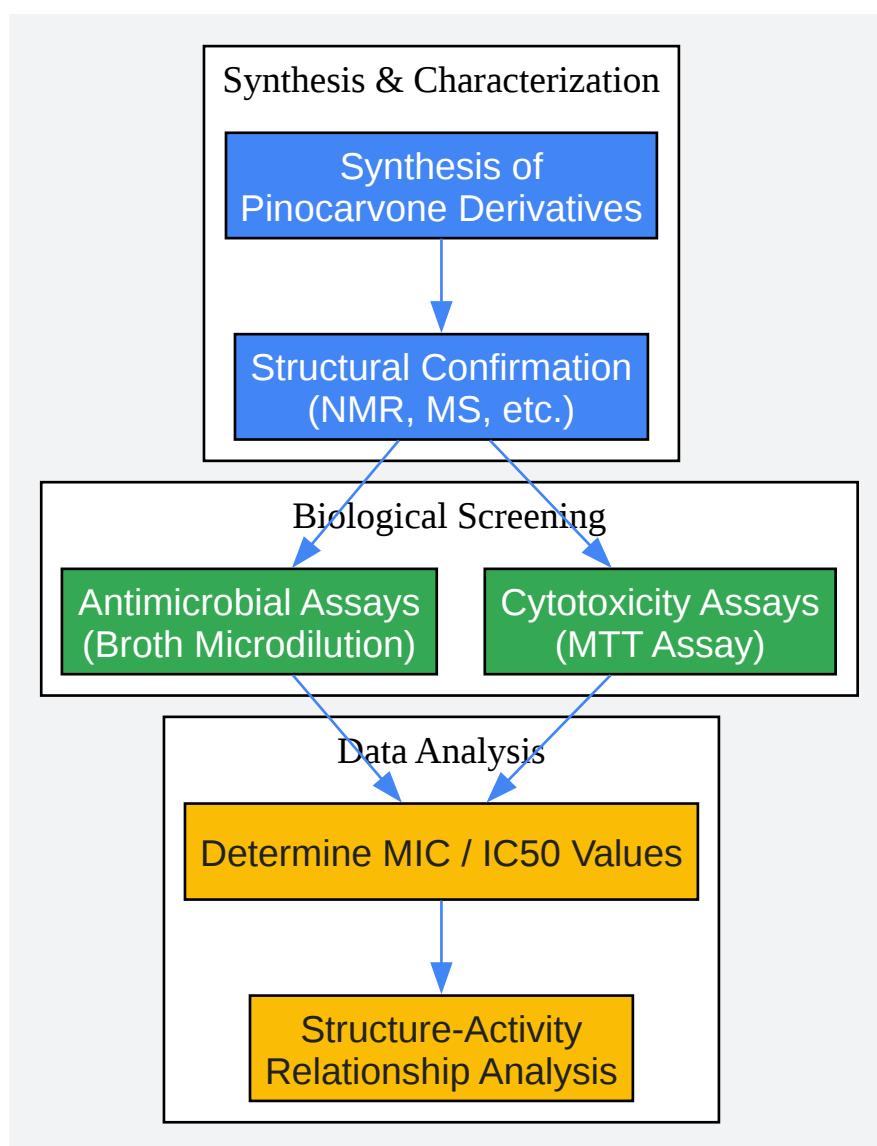 Synthesis & Characterization
Synthesis of
Pinocarvone Derivatives
Structural Confirmation
(NMR, MS, etc.)
Biological Screening
Antimicrobial Assays
(Broth Microdilution)
Cytotoxicity Assays
(MTT Assay)
Data Analysis
Determine MIC / IC50 Values
Structure-Activity
Relationship Analysis